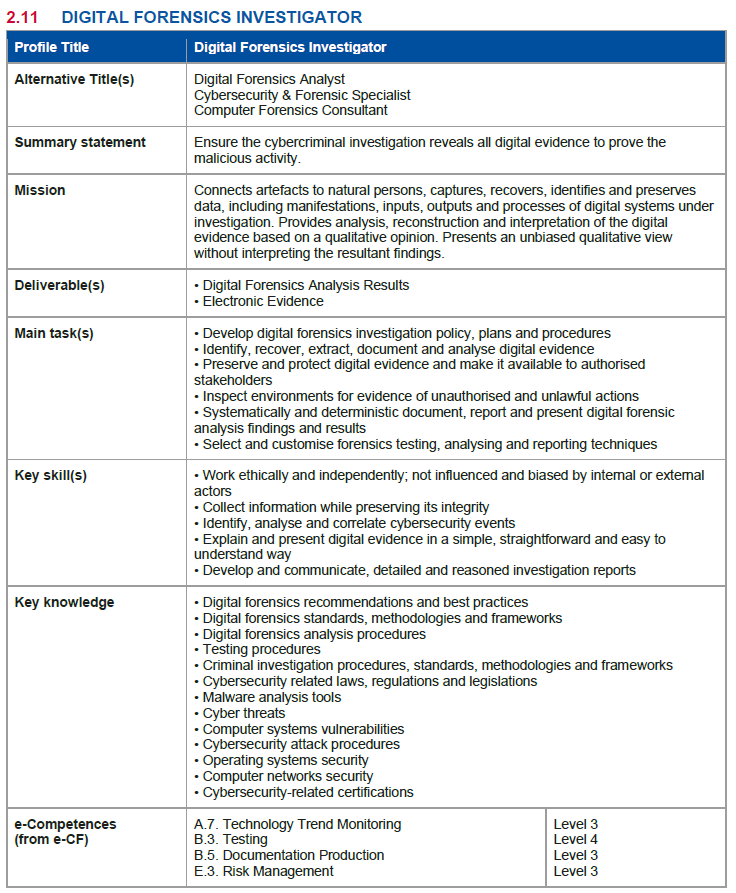 2.11 DIGITAL FORENSICS INVESTIGATOR
Profile Title Digital Forensics Investigator
Alternative Title(s) Digital Forensics Analyst
Cybersecurity & Forensic Specialist
Computer Forensics Consultant
Summary statement Ensure the cybercriminal investigation reveals all digital evidence to prove the
malicious activity.
Mission Connects artefacts to natural persons, captures, recovers, identifies and preserves
data, including manifestations, inputs, outputs and processes of digital systems under
investigation. Provides analysis, reconstruction and interpretation of the digital
evidence based on a qualitative opinion. Presents an unbiased qualitative view
without interpreting the resultant findings.
Deliverable(s) • Digital Forensics Analysis Results
• Electronic Evidence
Main task(s) • Develop digital forensics investigation policy, plans and procedures
• Identify, recover, extract, document and analyse digital evidence
• Preserve and protect digital evidence and make it available to authorised
stakeholders
• Inspect environments for evidence of unauthorised and unlawful actions
• Systematically and deterministic document, report and present digital forensic
analysis findings and results
• Select and customise forensics testing, analysing and reporting techniques
Key skill(s) • Work ethically and independently; not influenced and biased by internal or external
actors
• Collect information while preserving its integrity
• Identify, analyse and correlate cybersecurity events
• Explain and present digital evidence in a simple, straightforward and easy to
understand way
• Develop and communicate, detailed and reasoned investigation reports
Key knowledge • Digital forensics recommendations and best practices
• Digital forensics standards, methodologies and frameworks
• Digital forensics analysis procedures
• Testing procedures
• Criminal investigation procedures, standards, methodologies and frameworks
• Cybersecurity related laws, regulations and legislations
• Malware analysis tools
• Cyber threats
• Computer systems vulnerabilities
• Cybersecurity attack procedures
• Operating systems security
• Computer networks security
• Cybersecurity-related certifications
e-Competences A.7. Technology Trend Monitoring Level 3
(from e-CF) B.3. Testing Level 4
B.5. Documentation Production Level 3
E.3. Risk Management Level 3